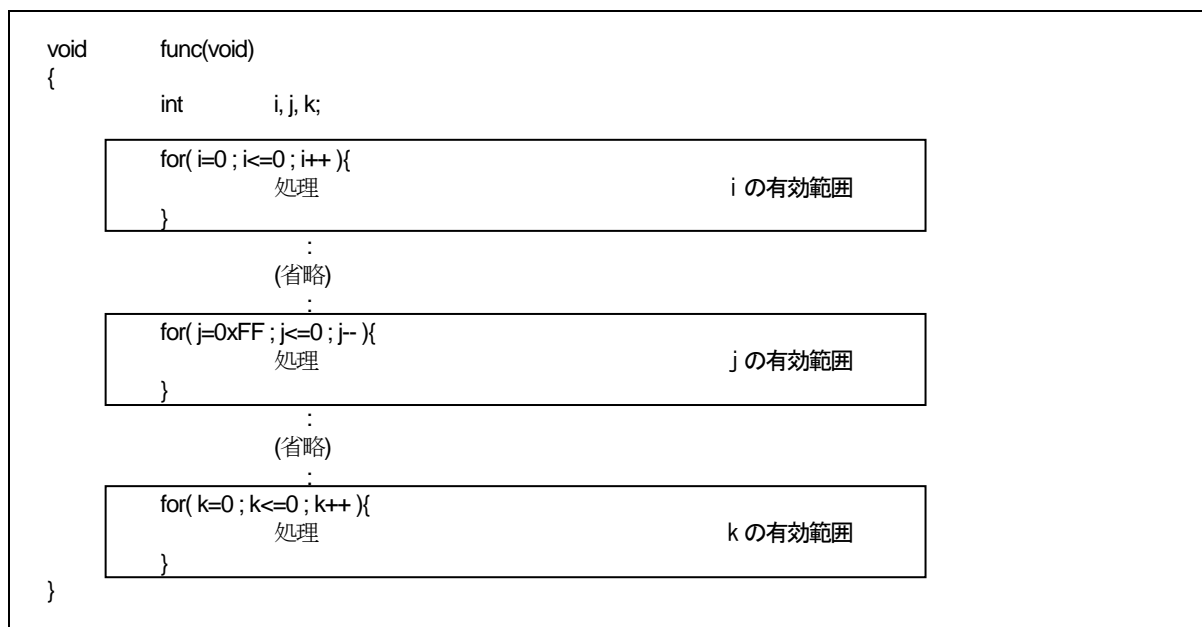 void func(void)
{
int i, j, k;
for( i=0 ; i<=0 ; i++ ){
処理 i の有効範囲
}
:
(省略)
:
for( j=0xFF ; j<=0 ; j-- ){
処理 j の有効範囲
}
:
(省略)
:
for( k=0 ; k<=0 ; k++ ){
処理 k の有効範囲
}
}